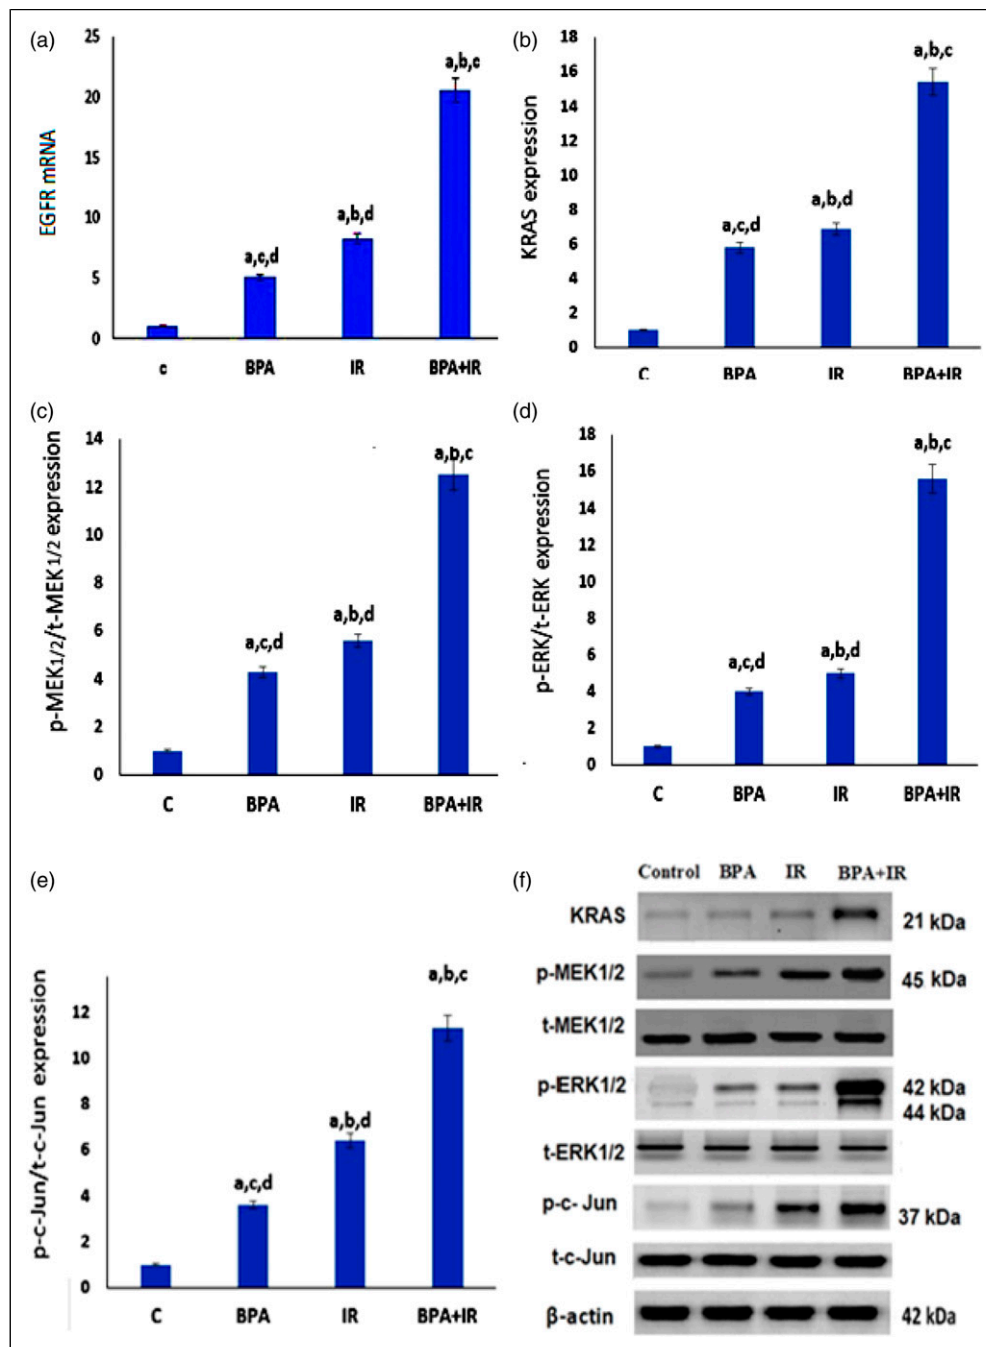 (a)
25
20
15
10
5
0
EGFR mRNA
a,c,d
a,b,d
a,b,c
c BPA IR BPA+IR
(b)
18
16
14
12
10
8
6
4
2
0
KRAS expression
a,c,d
a,b,d
a,b,c
C BPA IR BPA+IR
(c)
14
12
10
8
6
4
2
0
p-MEK1/2/t-MEK1/2 expression
a,c,d
a,b,d
a,b,c
C BPA IR BPA+IR
(d)
18
16
14
12
10
8
6
4
2
0
p-ERK/t-ERK expression
a,c,d
a,b,d
a,b,c
C BPA IR BPA+IR
(e)
12
10
8
6
4
2
0
p-c-Jun/t-c-Jun expression
a,c,d
a,b,d
a,b,c
C BPA IR BPA+IR
(f)
Control BPA IR BPA+IR
KRAS 21 kDa
p-MEK1/2 45 kDa
t-MEK1/2
p-ERK1/2 42 kDa
44 kDa
t-ERK1/2
p-c- Jun 37 kDa
t-c-Jun
β-actin 42 kDa